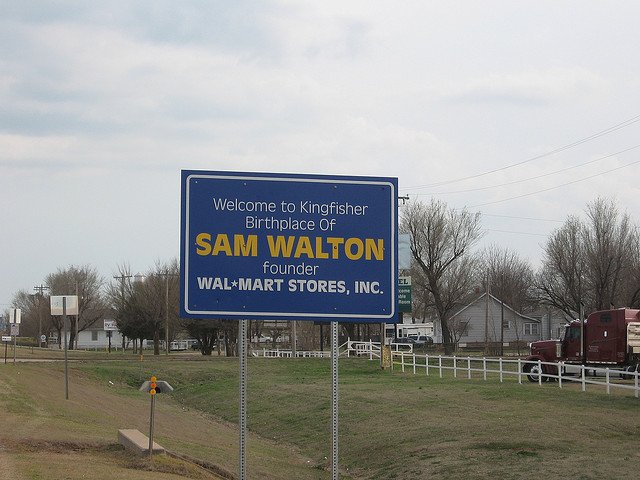 Welcome to Kingfisher
Birthplace Of
SAM WALTON
founder
WAL★MART STORES, INC.